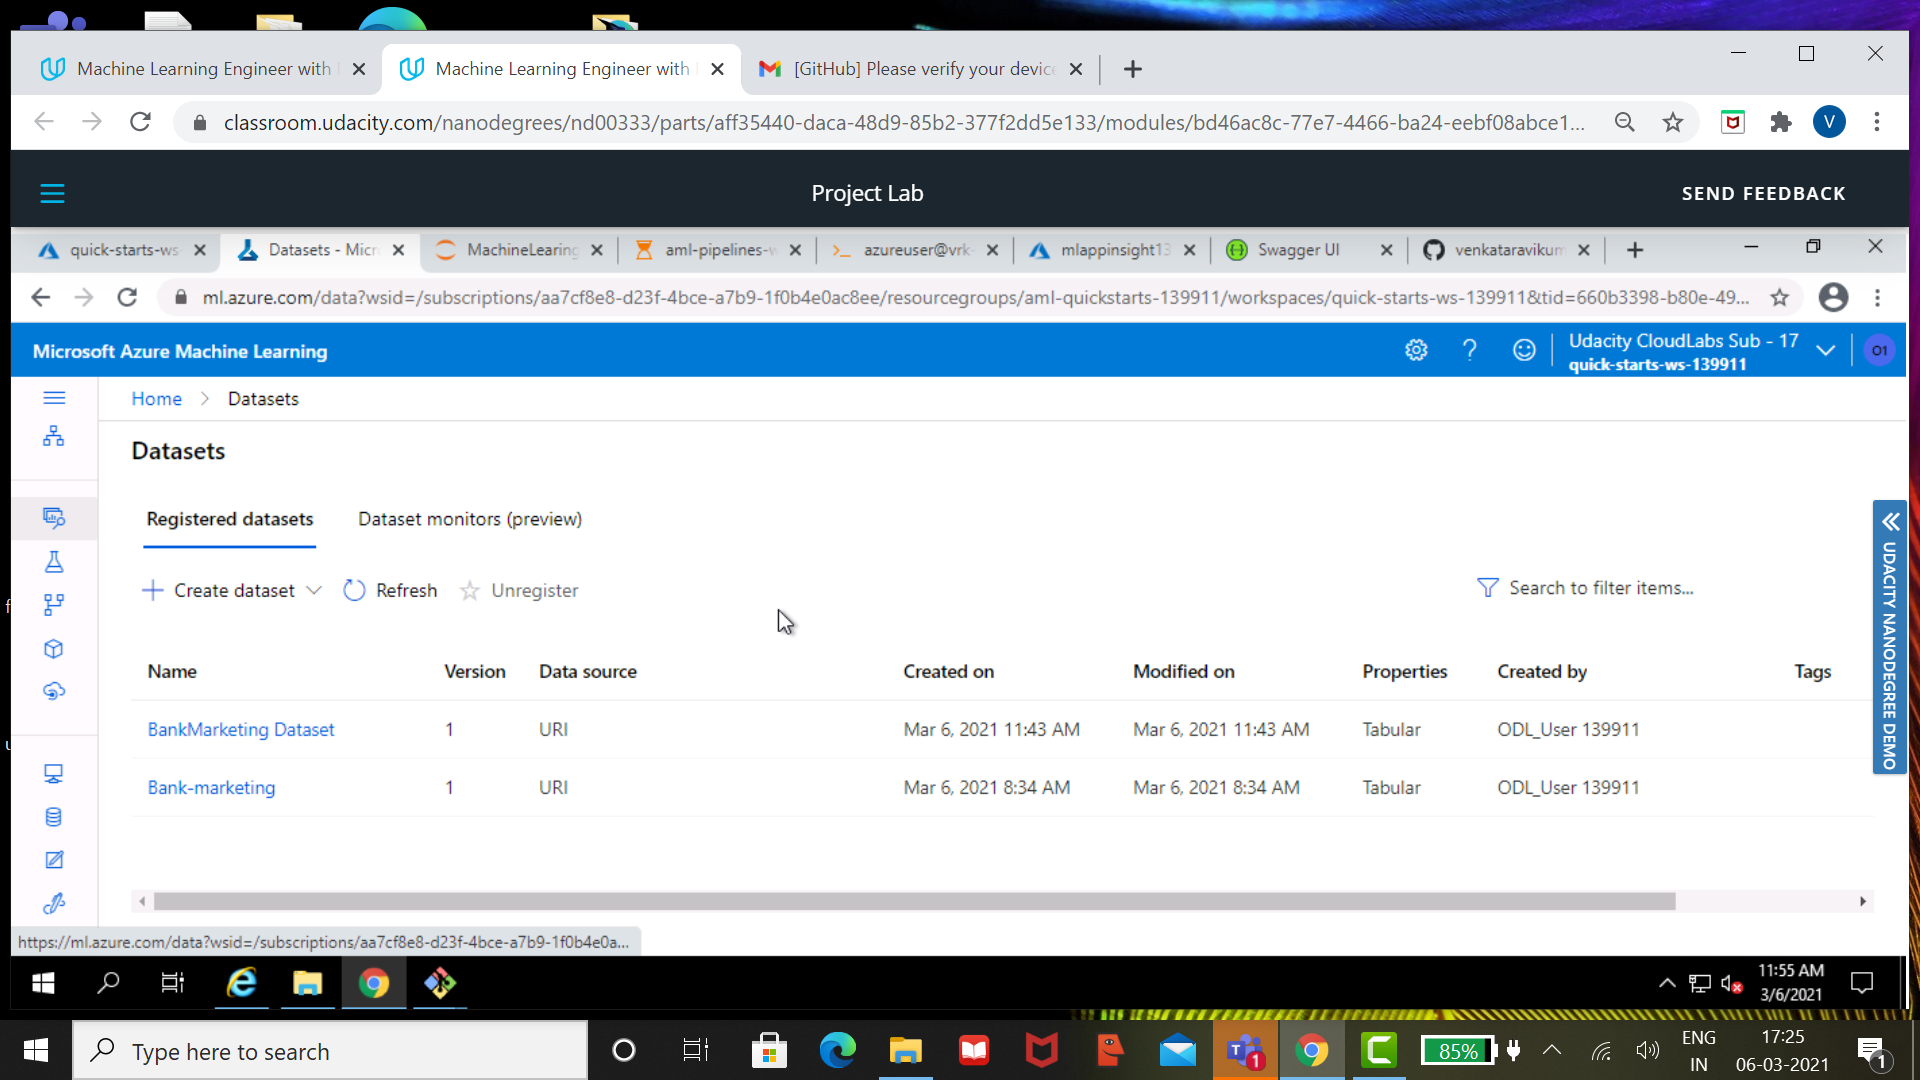 Machine Learning Engineer with
Machine Learning Engineer with
[GitHub] Please verify your device
classroom.udacity.com/nanodegrees/nd00333/parts/aff35440-daca-48d9-85b2-377f2dd5e133/modules/bd46ac8c-77e7-4466-ba24-eebf08abce1...
V
Project Lab
SEND FEEDBACK
quick-starts-ws-
Datasets - Micr
MachineLearing
aml-pipelines-w
azureuser@vrk-
mlappinsight13
Swagger UI
venkataravikum
ml.azure.com/data?wsid=/subscriptions/aa7cf8e8-d23f-4bce-a7b9-1f0b4e0ac8ee/resourcegroups/aml-quickstarts-139911/workspaces/quick-starts-ws-139911&tid=660b3398-b80e-49...
Microsoft Azure Machine Learning
Udacity CloudLabs Sub - 17
quick-starts-ws-139911
O1
Home > Datasets
Datasets
Registered datasets
Dataset monitors (preview)
Create dataset
Refresh
Unregister
Search to filter items...
Name Version Data source Created on Modified on Properties Created by Tags
BankMarketing Dataset 1 URI Mar 6, 2021 11:43 AM Mar 6, 2021 11:43 AM Tabular ODL_User 139911
Bank-marketing 1 URI Mar 6, 2021 8:34 AM Mar 6, 2021 8:34 AM Tabular ODL_User 139911
UDACITY NANODEGREE DEMO
https://ml.azure.com/data?wsid=/subscriptions/aa7cf8e8-d23f-4bce-a7b9-1f0b4e0a...
11:55 AM
3/6/2021
Type here to search
T
1
85%
ENG
IN
17:25
06-03-2021
1